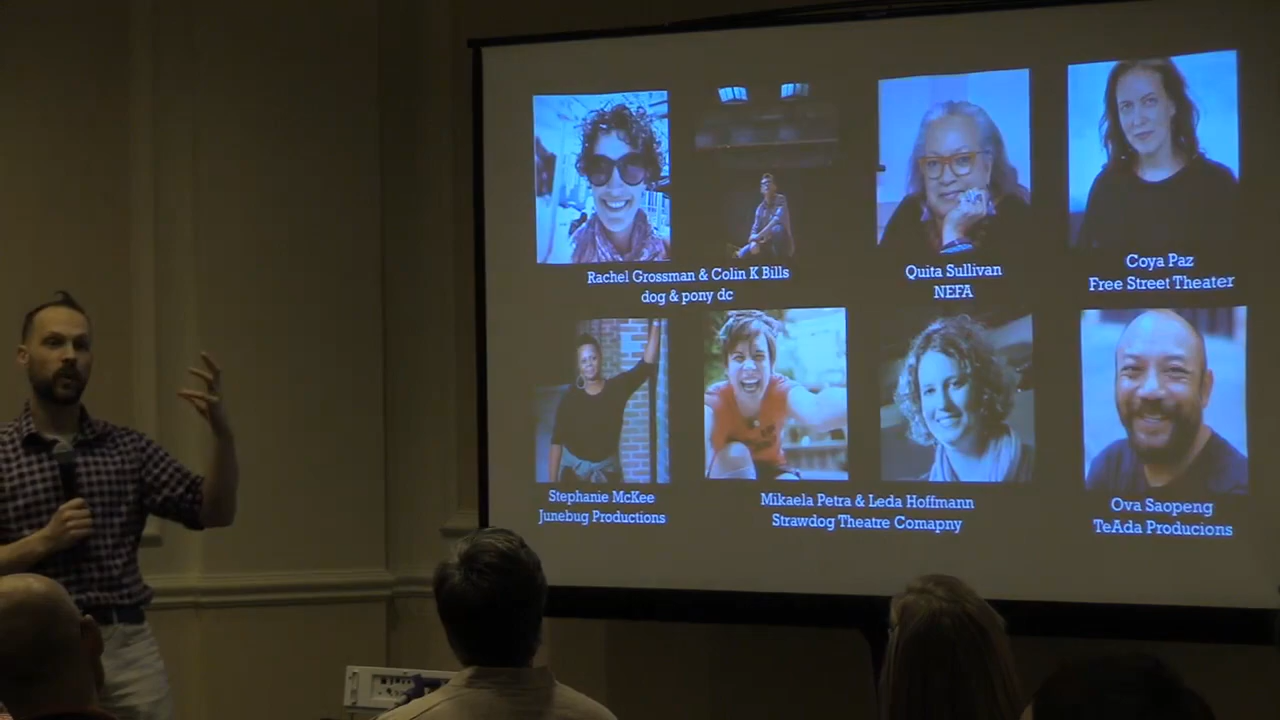 Rachel Grossman & Colin K Bills
dog & pony dc
Quita Sullivan
NEFA
Coya Paz
Free Street Theater
Stephanie McKee
Junebug Productions
Mikaela Petra & Leda Hoffmann
Strawdog Theatre Comapny
Ova Saopeng
TeAda Producions